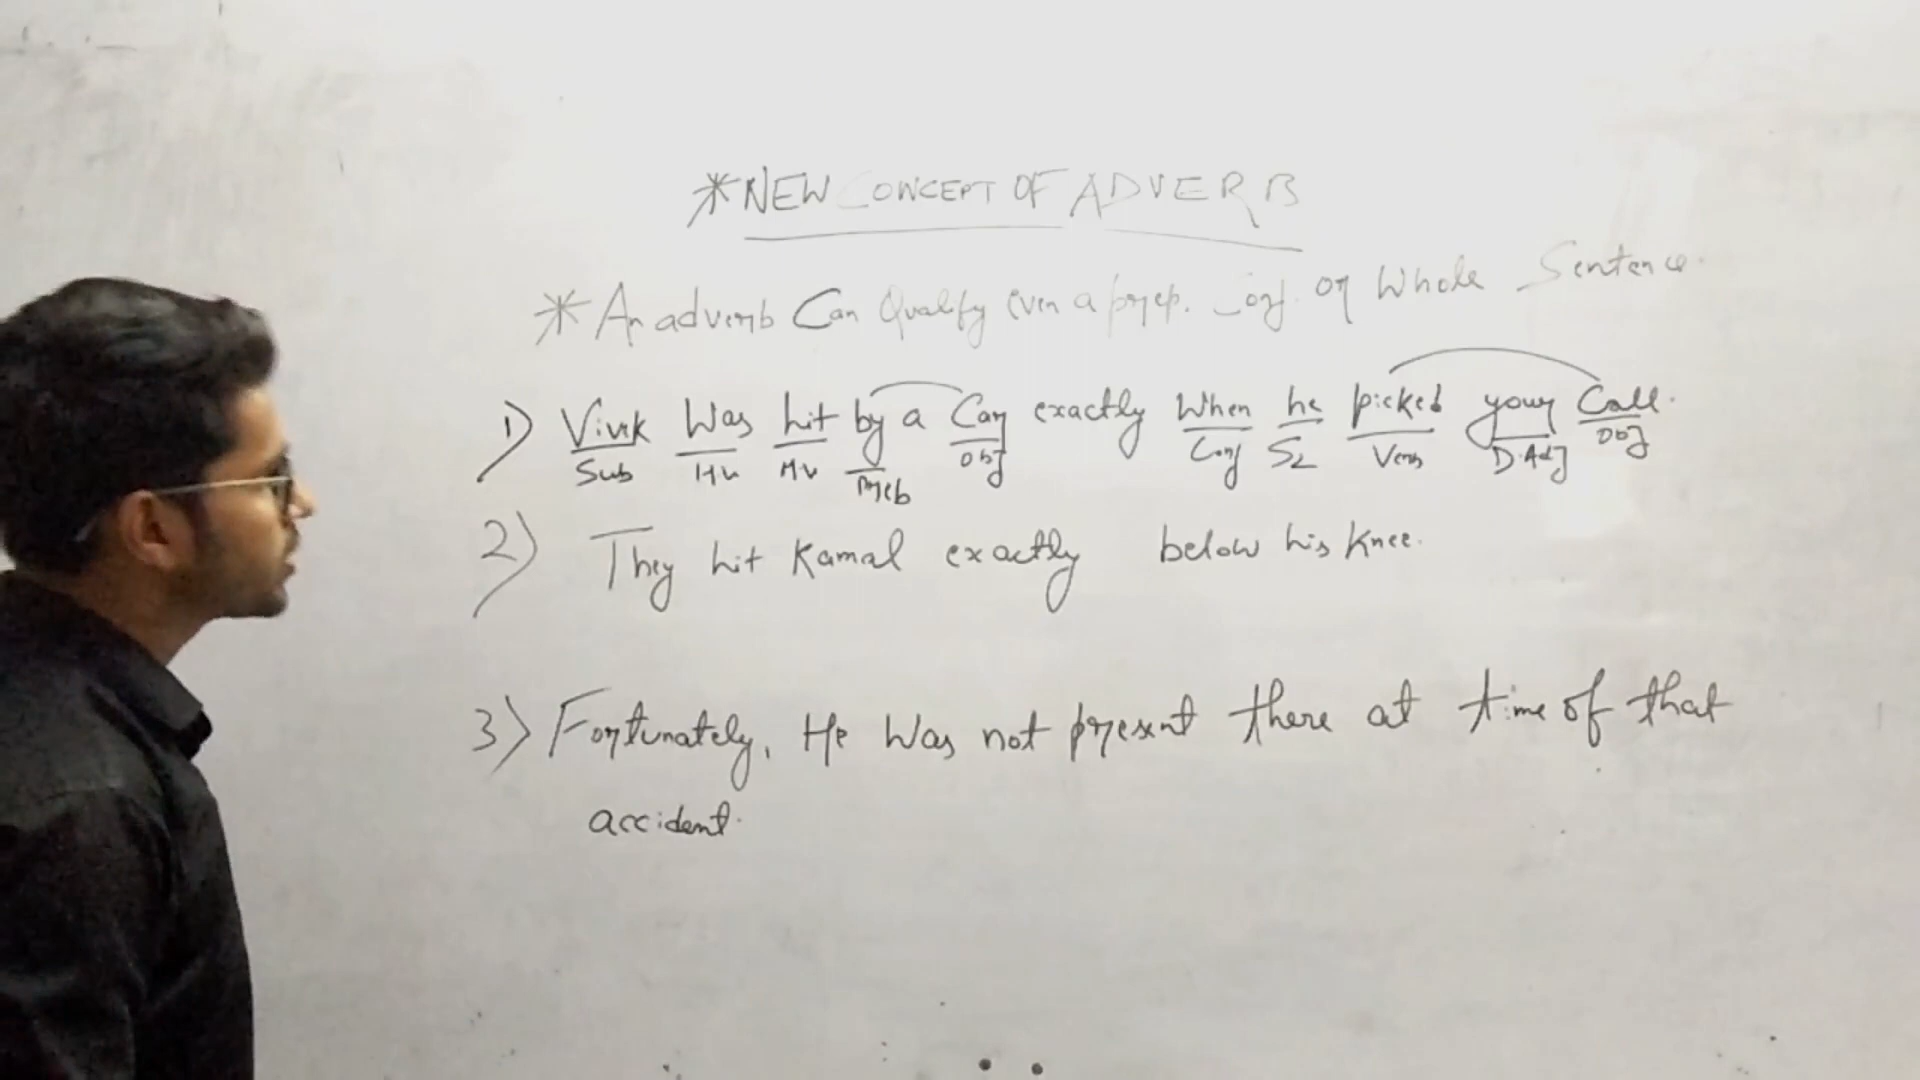 *NEW CONCEPT OF ADVERB
* An adverb Can Qualify even a prep. Conj. or Whole Sentence.
1) Vivek Was hit by a Car exactly When he picked your Call.
Sub Hv Mv Prep Obj Conj S2 Verb D.Adj Obj
2) They hit Kamal exactly below his Knee.
3) Fortunately, He Was not present there at time of that
accident.